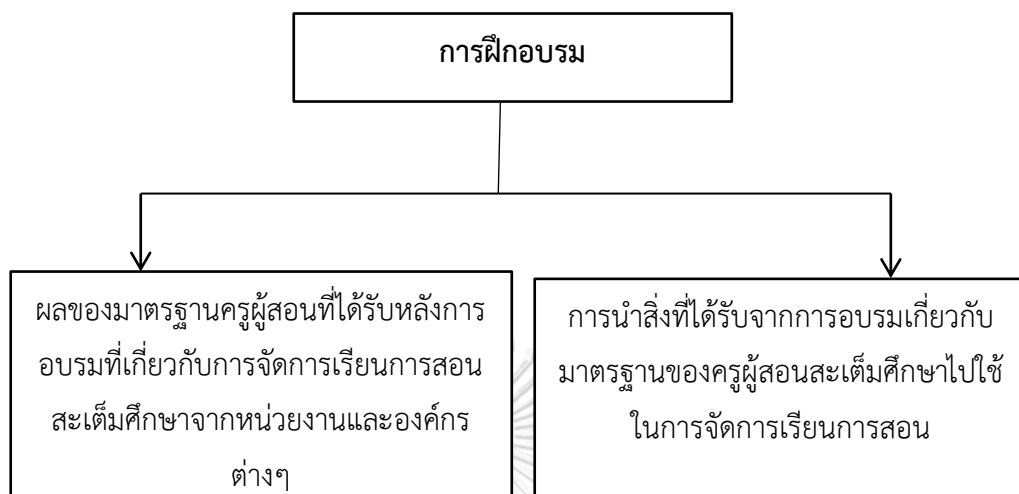 การฝึกอบรม
ผลของมาตรฐานครูผู้สอนที่ได้รับหลังการ
อบรมที่เกี่ยวกับการจัดการเรียนการสอน
สะเต็มศึกษาจากหน่วยงานและองค์กร
ต่างๆ
การนำสิ่งที่ได้รับจากการอบรมเกี่ยวกับ
มาตรฐานของครูผู้สอนสะเต็มศึกษาไปใช้
ในการจัดการเรียนการสอน